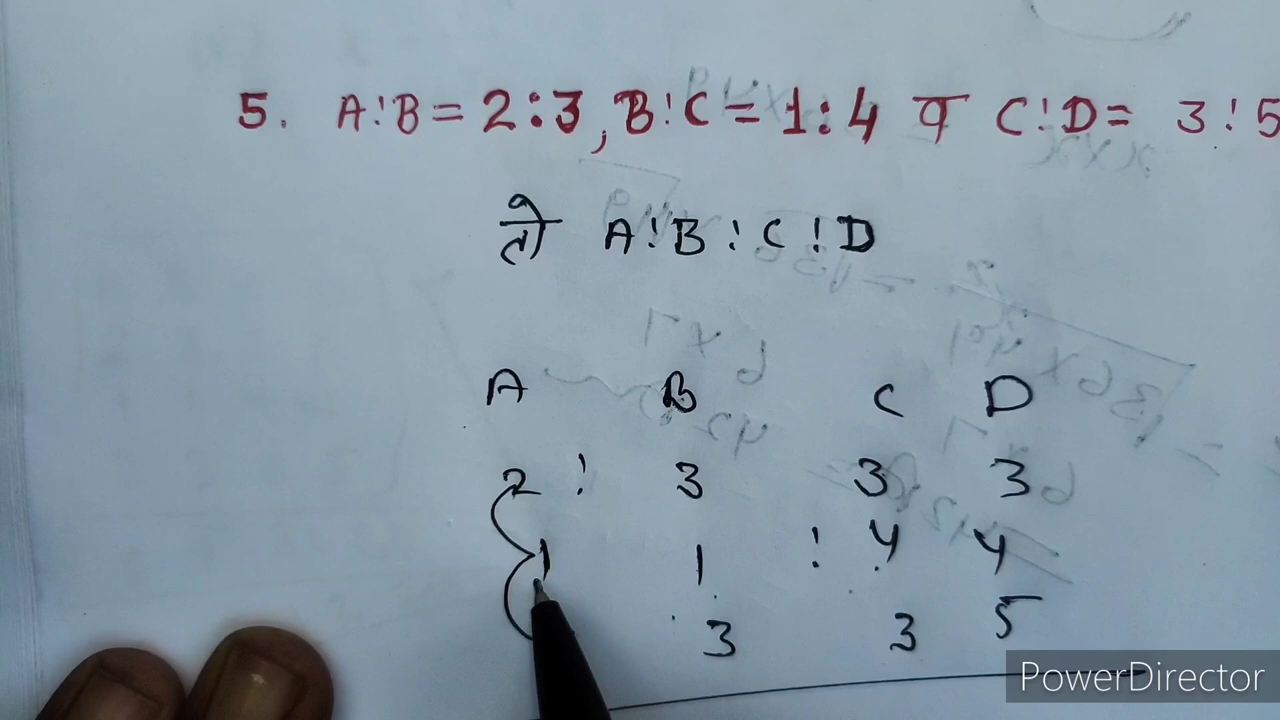 5. A:B = 2:3, B:C = 1:4 व C:D = 3:5
तो A:B:C:D
A B C D
2 : 3 3 3
1 1 : 4 4
3 3 5
PowerDirector